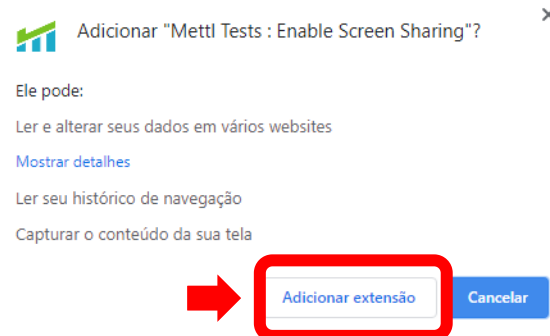 Adicionar "Mettl Tests : Enable Screen Sharing"?
Ele pode:
Ler e alterar seus dados em vários websites
Mostrar detalhes
Ler seu histórico de navegação
Capturar o conteúdo da sua tela
Adicionar extensão
Cancelar